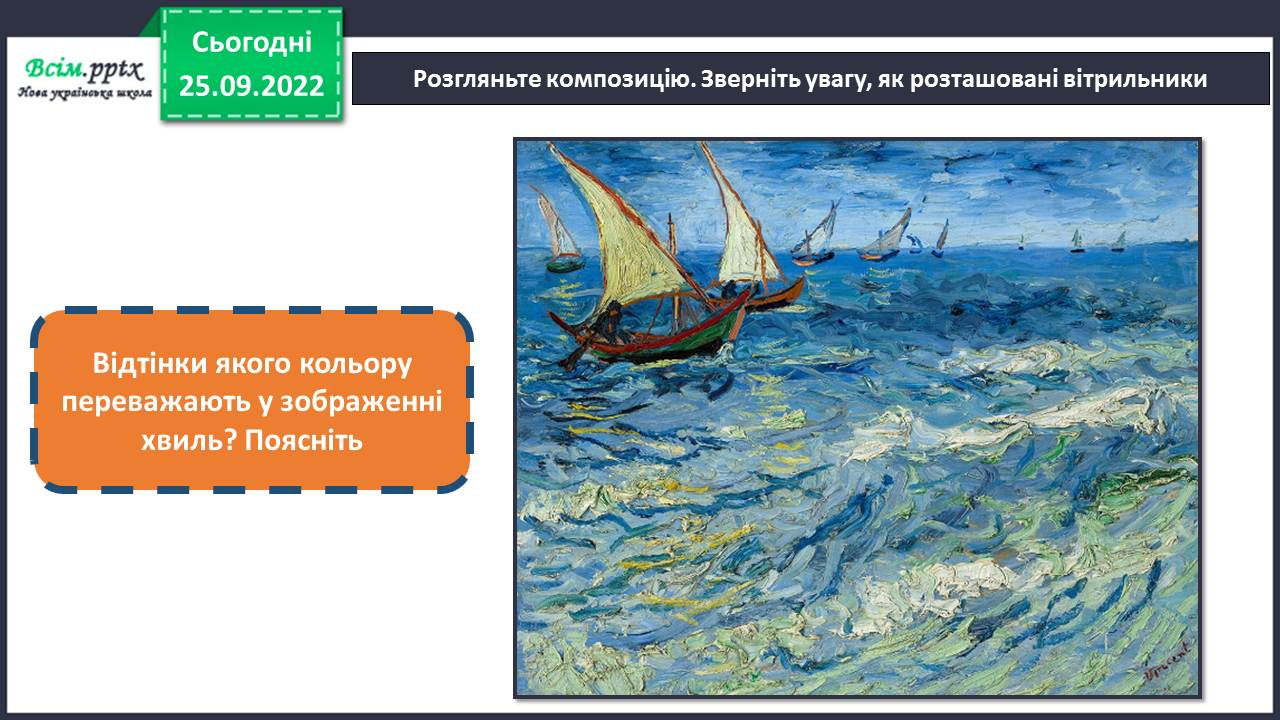 Сьогодні
25.09.2022
Всім.pptx
Нова українська школа
Розгляньте композицію. Зверніть увагу, як розташовані вітрильники
Відтінки якого кольору
переважають у зображенні
хвиль? Поясніть
Vincent